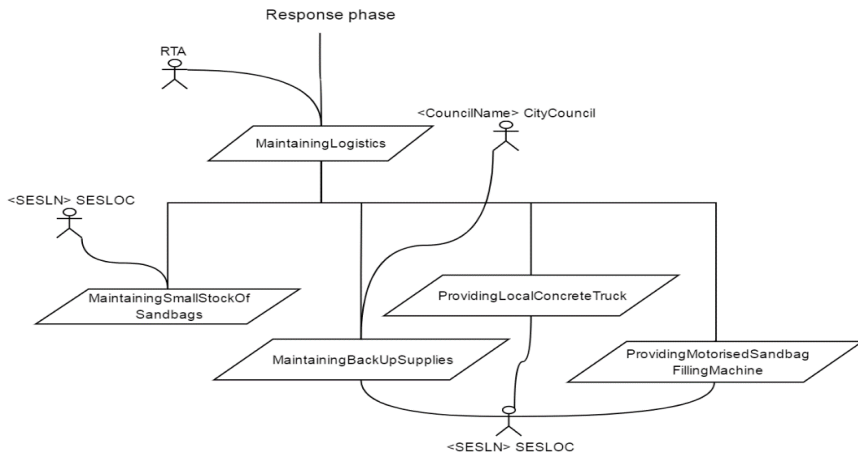 Response phase
RTA
<CouncilName> CityCouncil
MaintainingLogistics
<SESLN> SESLOC
MaintainingSmallStockOf
Sandbags
ProvidingLocalConcreteTruck
MaintainingBackUpSupplies
ProvidingMotorisedSandbag
FillingMachine
<SESLN> SESLOC